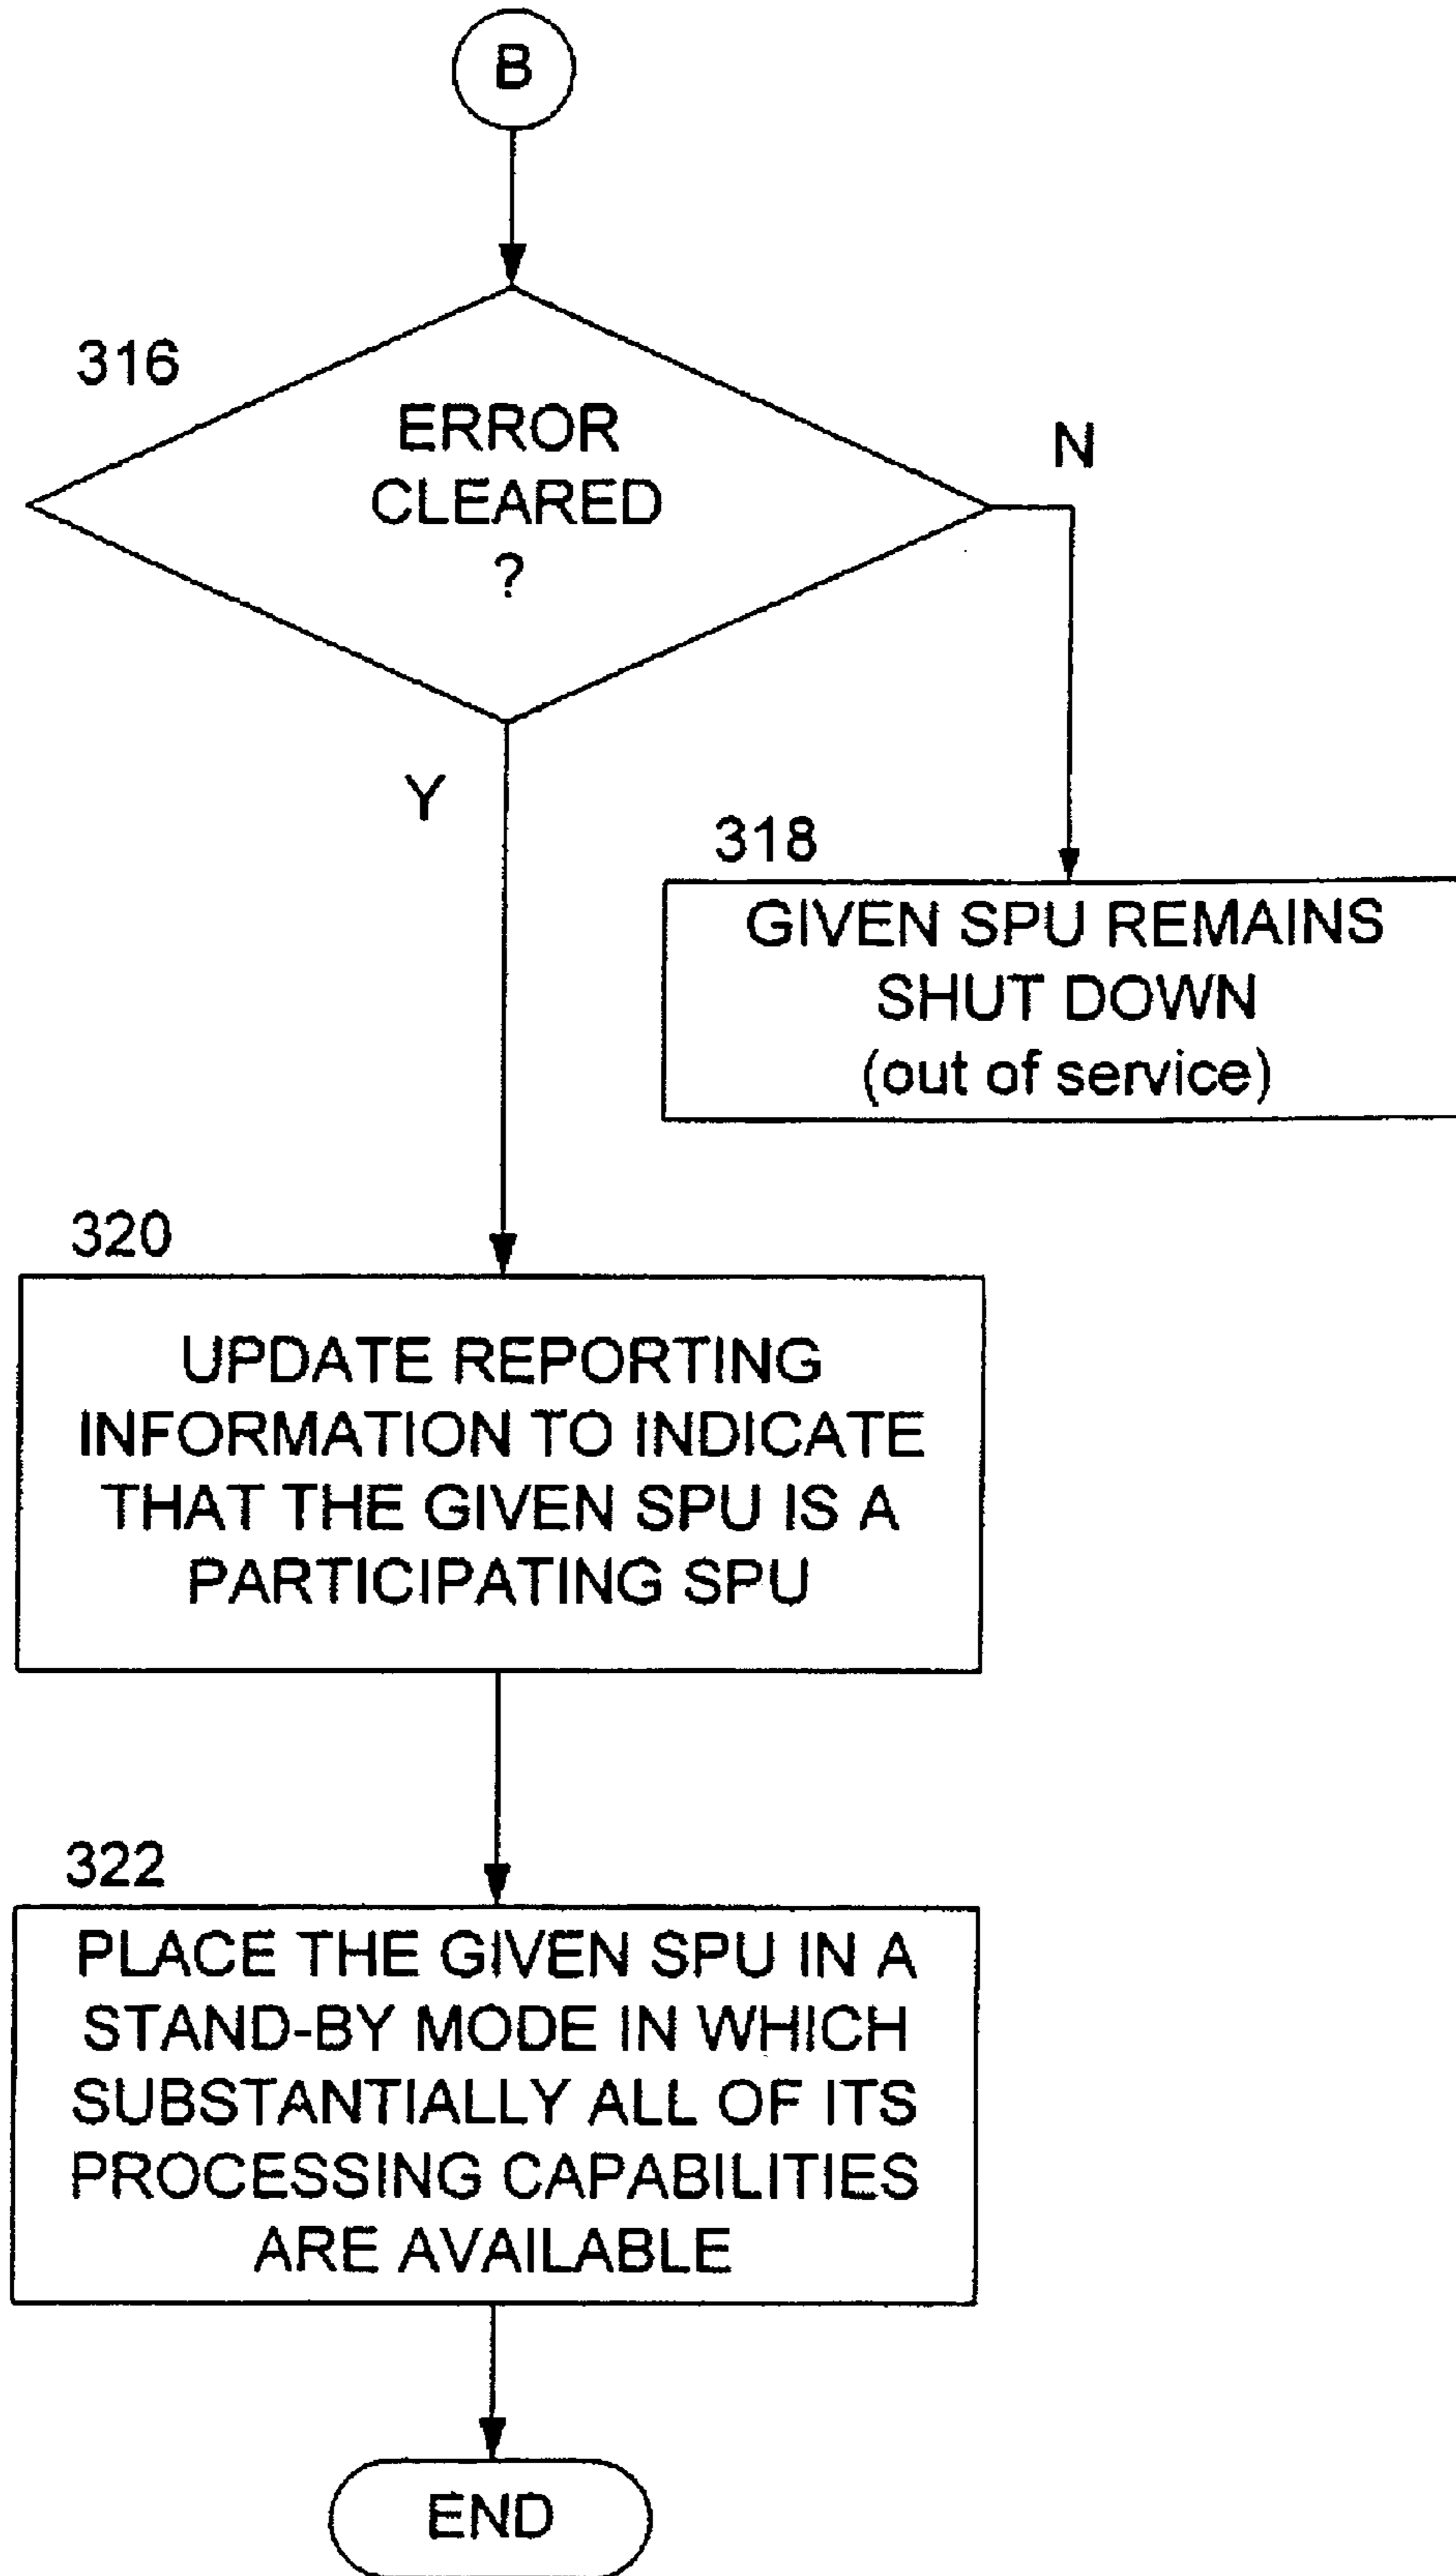 B
316
ERROR
CLEARED
?
N
Y
318
GIVEN SPU REMAINS
SHUT DOWN
(out of service)
320
UPDATE REPORTING
INFORMATION TO INDICATE
THAT THE GIVEN SPU IS A
PARTICIPATING SPU
322
PLACE THE GIVEN SPU IN A
STAND-BY MODE IN WHICH
SUBSTANTIALLY ALL OF ITS
PROCESSING CAPABILITIES
ARE AVAILABLE
END